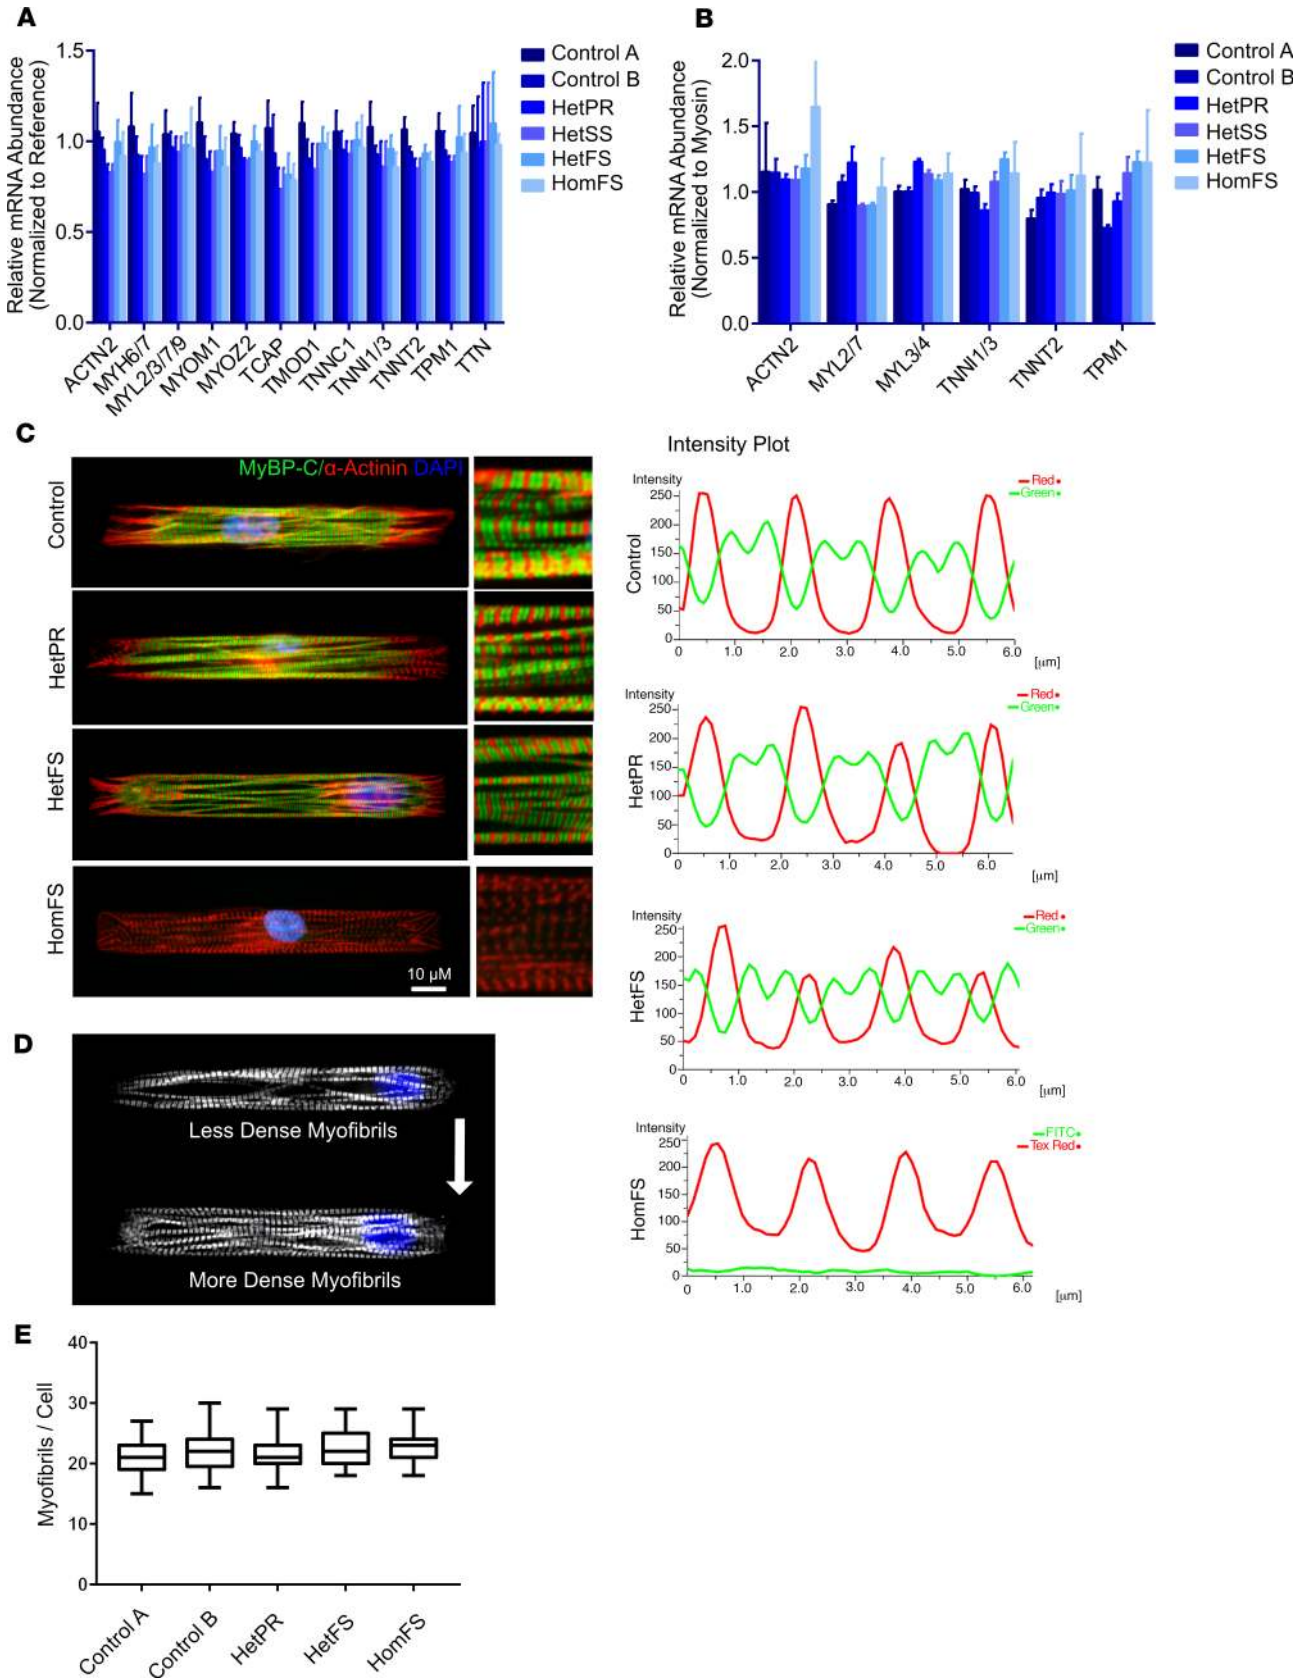 A
Relative mRNA Abundance
(Normalized to Reference)
1.5
1.0
0.5
0.0
ACTN2
MYH6/7
MYL2/3/7/9
MYOM1
MYOZ2
TCAP
TMOD1
TNNC1
TNNI1/3
TNNT2
TPM1
TTN
Control A
Control B
HetPR
HetSS
HetFS
HomFS
B
Relative mRNA Abundance
(Normalized to Myosin)
2.0
1.5
1.0
0.5
0.0
ACTN2
MYL2/7
MYL3/4
TNNI1/3
TNNT2
TPM1
Control A
Control B
HetPR
HetSS
HetFS
HomFS
C
MyBP-C/α-Actinin DAPI
Control
HetPR
HetFS
HomFS
10 µM
Intensity Plot
Intensity
Red
Green
250
200
150
100
50
0
Control
0 1.0 2.0 3.0 4.0 5.0 6.0
[µm]
Intensity
Red
Green
250
200
150
100
50
0
HetPR
0 1.0 2.0 3.0 4.0 5.0 6.0
[µm]
Intensity
Red
Green
250
200
150
100
50
0
HetFS
0 1.0 2.0 3.0 4.0 5.0 6.0
[µm]
Intensity
FITC
Tex Red
250
200
150
100
50
0
HomFS
0 1.0 2.0 3.0 4.0 5.0 6.0
[µm]
D
Less Dense Myofibrils
More Dense Myofibrils
E
Myofibrils / Cell
40
30
20
10
0
Control A
Control B
HetPR
HetFS
HomFS